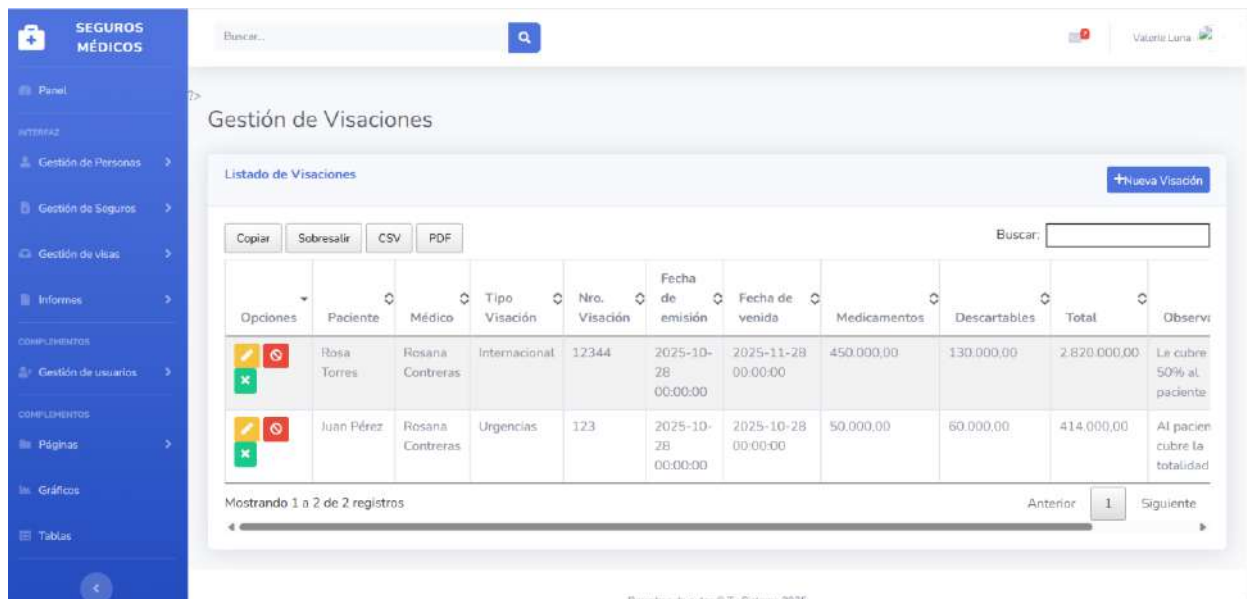 SEGUROS
MÉDICOS
Buscar...
Valerie Luna
Panel
?>
Gestión de Visaciones
INTERFAZ
Gestión de Personas
Listado de Visaciones
+Nueva Visación
Gestión de Seguros
Copiar Sobresalir CSV PDF
Buscar:
Gestión de visas
Informes
Opciones Paciente Médico Tipo Visación Nro. Visación Fecha de emisión Fecha de venida Medicamentos Descartables Total Observa
COMPLEMENTOS
Gestión de usuarios
Rosa Torres Rosana Contreras Internacional 12344 2025-10-28 00:00:00 2025-11-28 00:00:00 450.000,00 130.000,00 2.820.000,00 Le cubre 50% al paciente
COMPLEMENTOS
Páginas
Juan Pérez Rosana Contreras Urgencias 123 2025-10-28 00:00:00 2025-10-28 00:00:00 50.000,00 60.000,00 414.000,00 Al pacien cubre la totalidad
Gráficos
Mostrando 1 a 2 de 2 registros
Anterior 1 Siguiente
Tablas